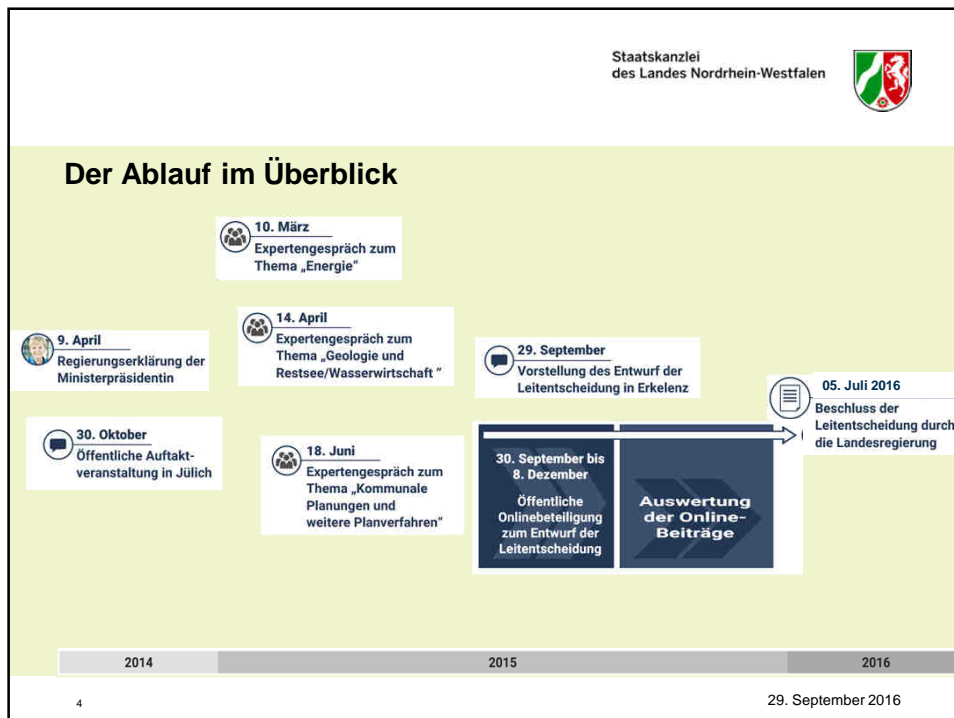 Staatskanzlei
des Landes Nordrhein-Westfalen
Der Ablauf im Überblick
9. April
Regierungserklärung der
Ministerpräsidentin
30. Oktober
Öffentliche Auftakt-
veranstaltung in Jülich
10. März
Expertengespräch zum
Thema „Energie“
14. April
Expertengespräch zum
Thema „Geologie und
Restsee/Wasserwirtschaft “
18. Juni
Expertengespräch zum
Thema „Kommunale
Planungen und
weitere Planverfahren“
29. September
Vorstellung des Entwurf der
Leitentscheidung in Erkelenz
30. September bis
8. Dezember
Öffentliche
Onlinebeteiligung
zum Entwurf der
Leitentscheidung
Auswertung
der Online-
Beiträge
05. Juli 2016
Beschluss der
Leitentscheidung durch
die Landesregierung
2014
2015
2016
4
29. September 2016